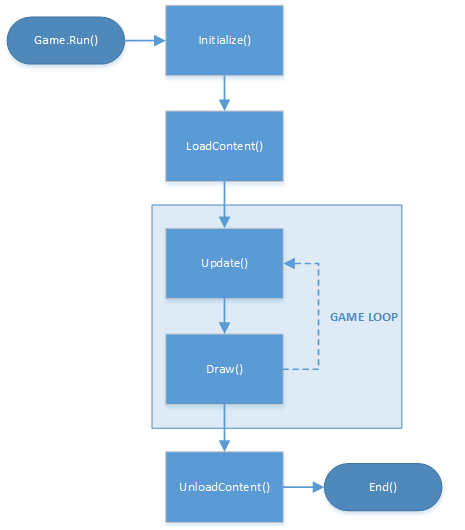 Game.Run()
Initialize()
LoadContent()
Update()
GAME LOOP
Draw()
UnloadContent()
End()